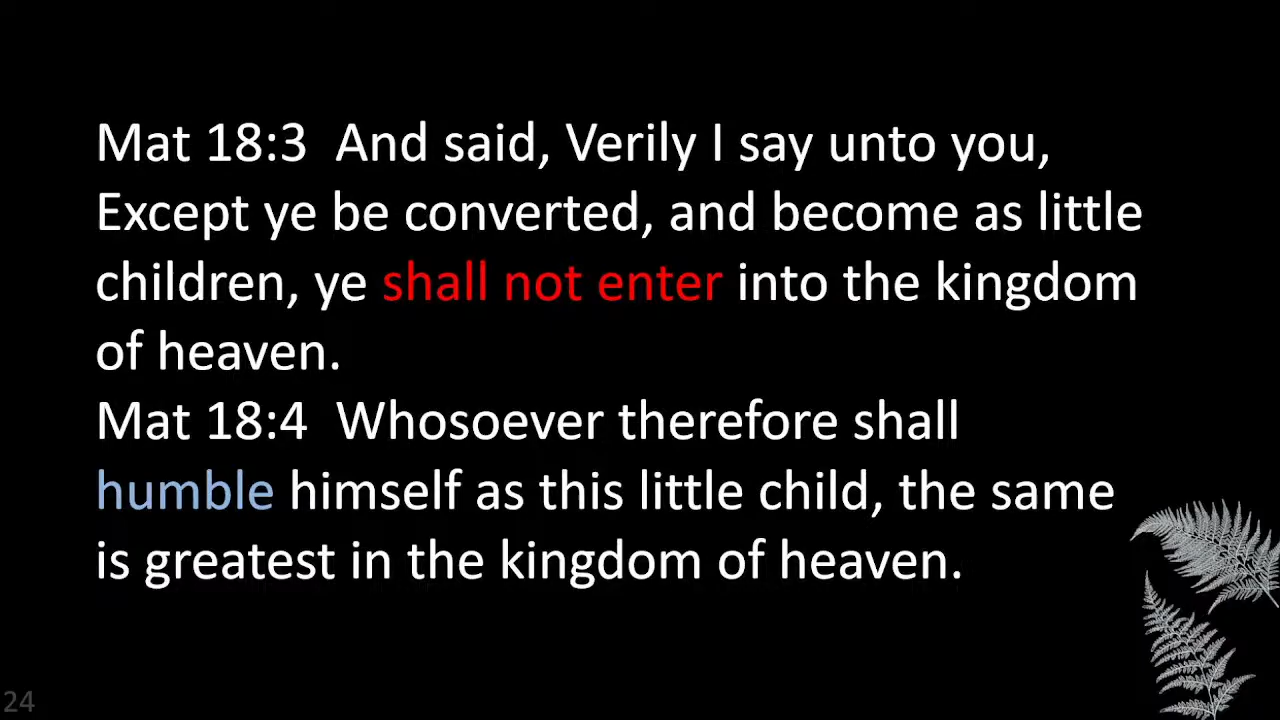 Mat 18:3  And said, Verily I say unto you,
Except ye be converted, and become as little
children, ye shall not enter into the kingdom
of heaven.
Mat 18:4  Whosoever therefore shall
humble himself as this little child, the same
is greatest in the kingdom of heaven.
24